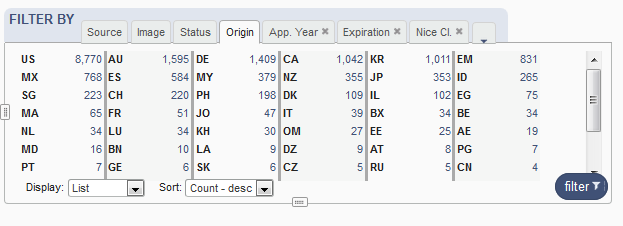 FILTER BY
Source Image Status Origin App. Year ✖ Expiration ✖ Nice Cl. ✖
US 8,770 AU 1,595 DE 1,409 CA 1,042 KR 1,011 EM 831
MX 768 ES 584 MY 379 NZ 355 JP 353 ID 265
SG 223 CH 220 PH 198 DK 109 IL 102 EG 75
MA 65 FR 51 JO 47 IT 39 BX 34 BE 34
NL 34 LU 34 KH 30 OM 27 EE 25 AE 19
MD 16 BN 10 LA 9 DZ 9 AT 8 PG 7
PT 7 GE 6 SK 6 CZ 5 RU 5 CN 4
Display: List Sort: Count - desc filter